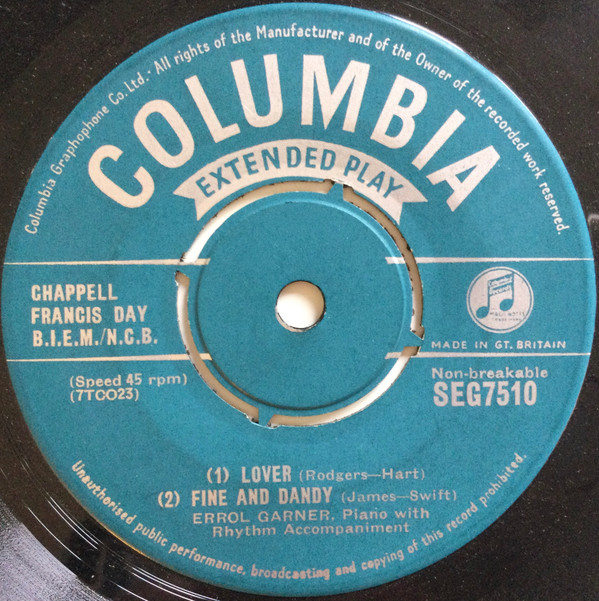 Columbia Graphophone Co. Ltd. · All rights of the Manufacturer and of the Owner of the recorded work reserved.
COLUMBIA
EXTENDED PLAY
CHAPPELL
FRANCIS DAY
B.I.E.M./N.C.B.
MADE IN GT. BRITAIN
(Speed 45 rpm)
(7TCO23)
Non-breakable
SEG7510
(1) LOVER (Rodgers—Hart)
(2) FINE AND DANDY (James—Swift)
ERROL GARNER, Piano with
Rhythm Accompaniment
Unauthorised public performance, broadcasting and copying of this record prohibited.